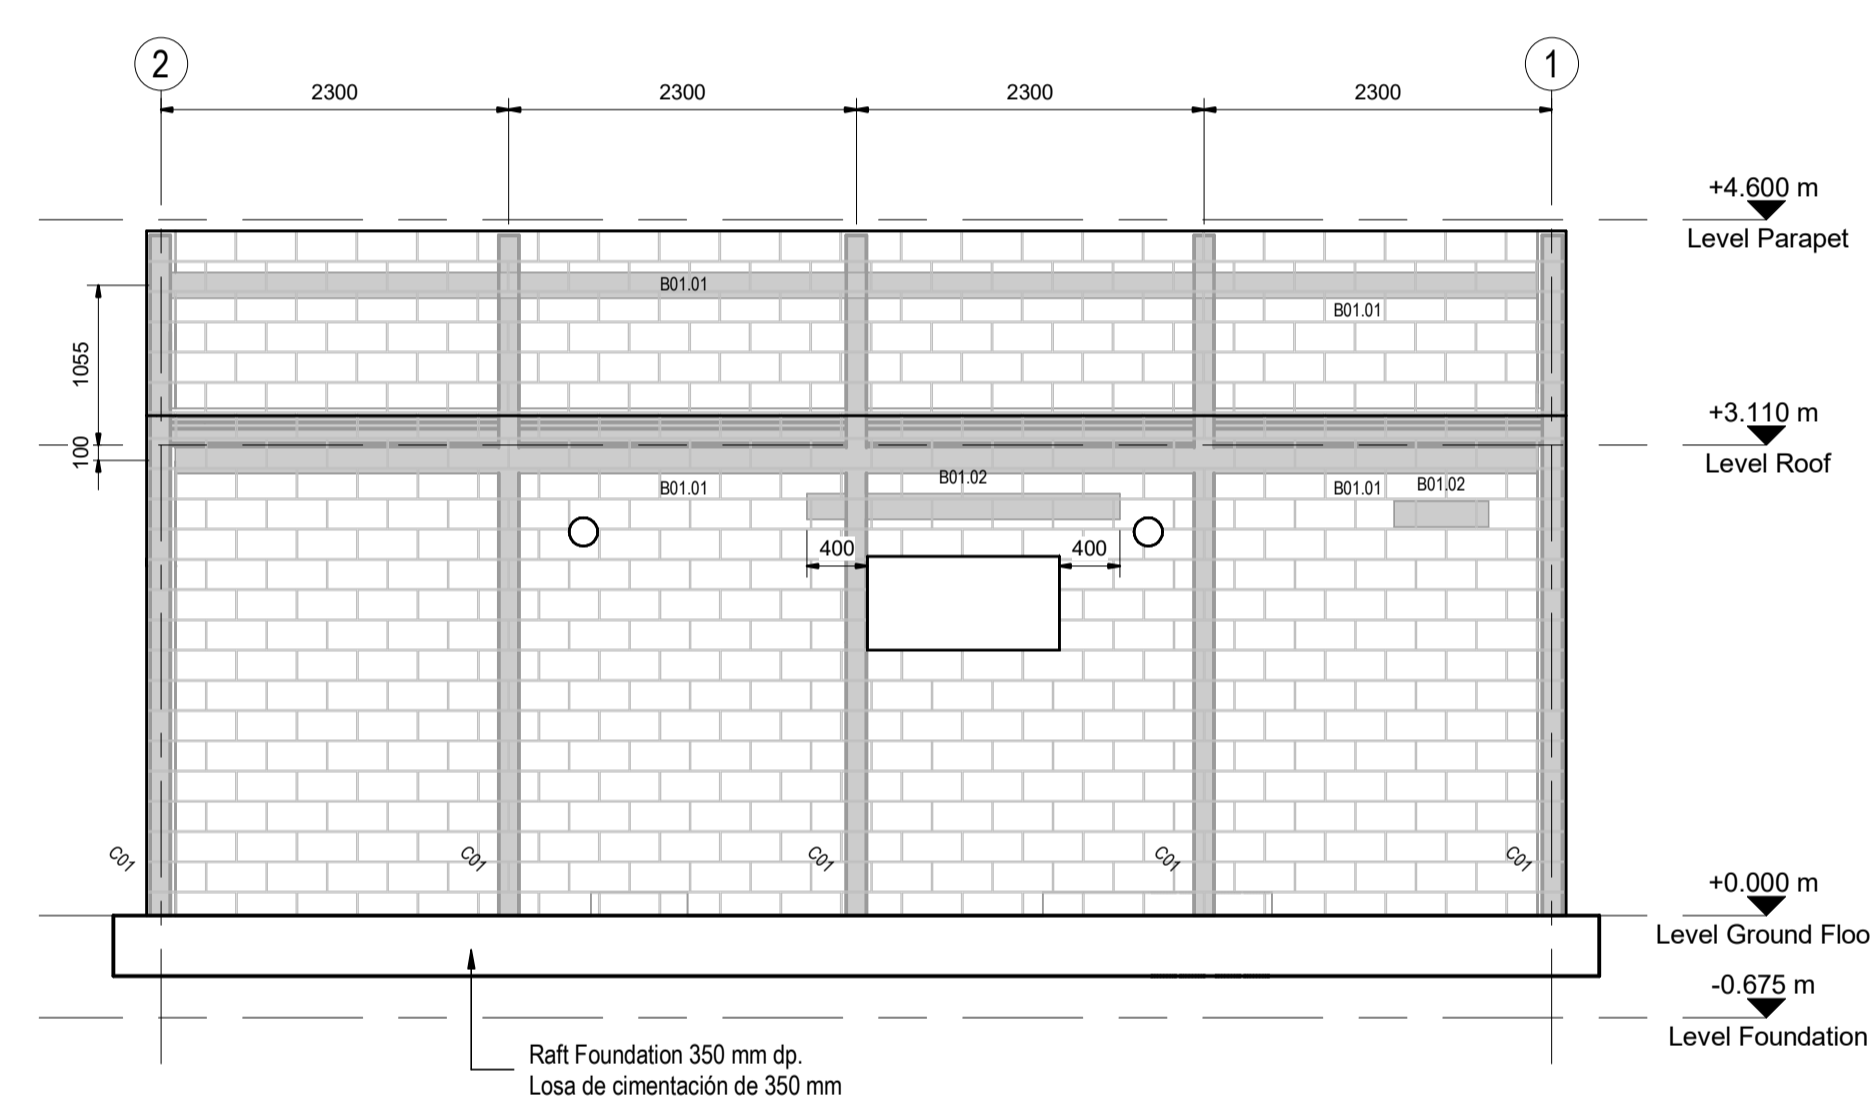 2
1
2300
2300
2300
2300
+4.600 m
Level Parapet
B01.01
B01.01
1055
+3.110 m
Level Roof
100
B01.01
B01.02
B01.01
B01.02
400
400
C01
C01
C01
C01
C01
+0.000 m
Level Ground Floo
-0.675 m
Level Foundation
Raft Foundation 350 mm dp.
Losa de cimentación de 350 mm